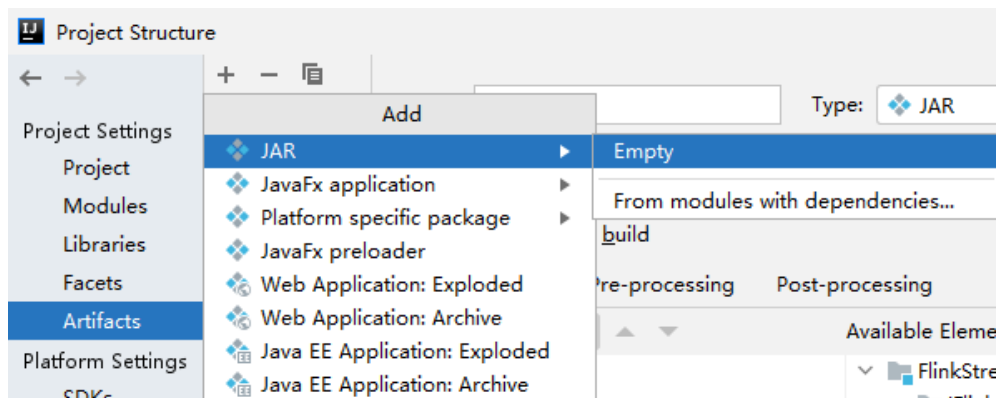 Project Structure
Add
Type: JAR
Project Settings
JAR
Empty
Project
JavaFx application
Modules
Platform specific package
From modules with dependencies...
Libraries
JavaFx preloader
build
Facets
Web Application: Exploded
Pre-processing
Post-processing
Artifacts
Web Application: Archive
Available Eleme
Platform Settings
Java EE Application: Exploded
FlinkStre
SDKs
Java EE Application: Archive